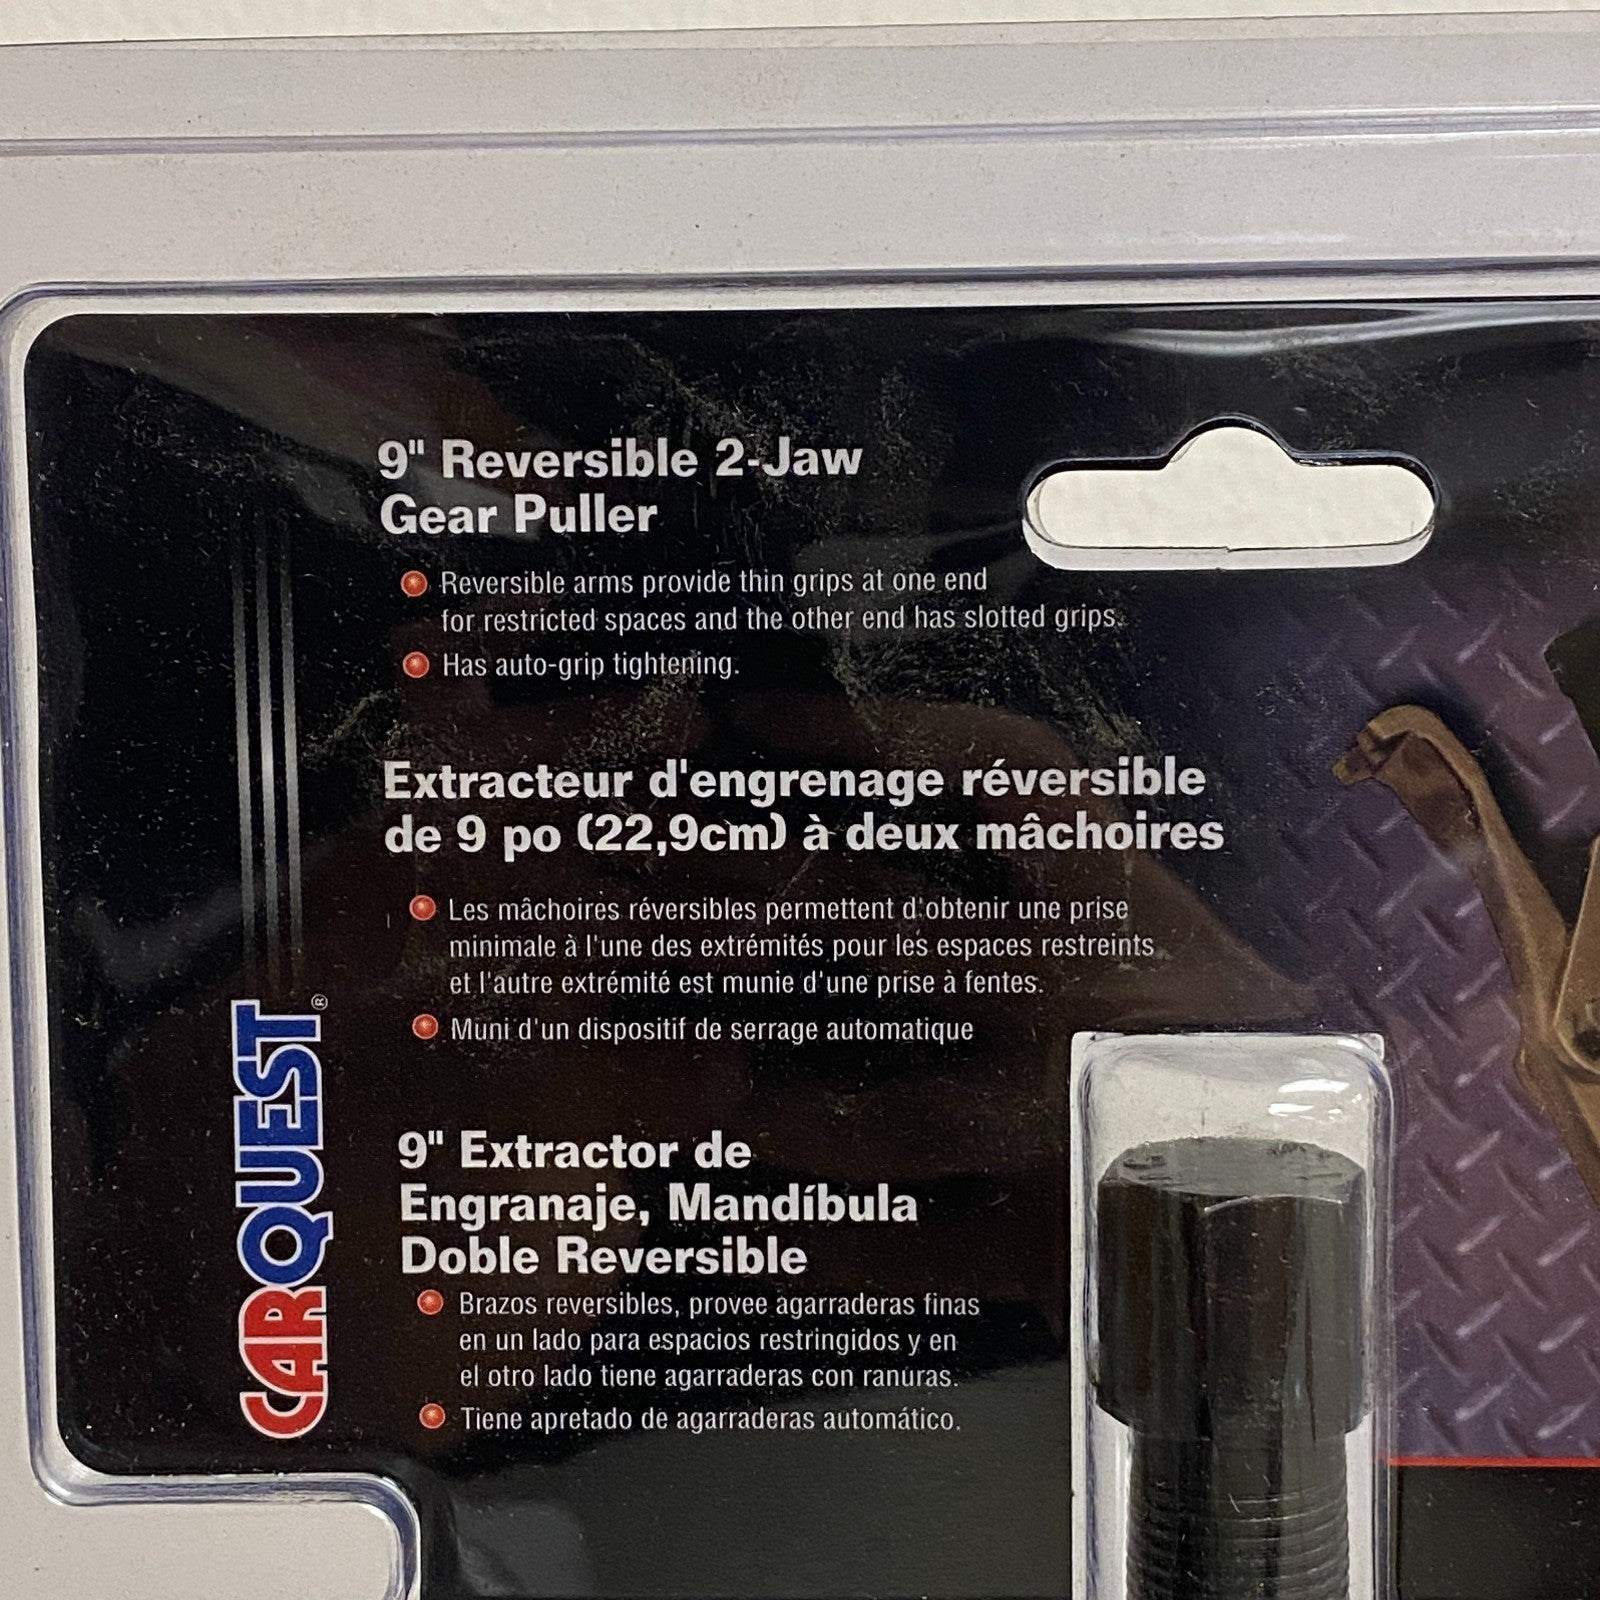 9" Reversible 2-Jaw
Gear Puller
Reversible arms provide thin grips at one end
for restricted spaces and the other end has slotted grips.
Has auto-grip tightening.
Extracteur d'engrenage réversible
de 9 po (22,9cm) à deux mâchoires
Les mâchoires réversibles permettent d'obtenir une prise
minimale à l'une des extrémités pour les espaces restreints
et l'autre extrémité est munie d'une prise à fentes.
Muni d'un dispositif de serrage automatique
9" Extractor de
Engranaje, Mandíbula
Doble Reversible
Brazos reversibles, provee agarraderas finas
en un lado para espacios restringidos y en
el otro lado tiene agarraderas con ranuras.
Tiene apretado de agarraderas automático.
CARQUEST®